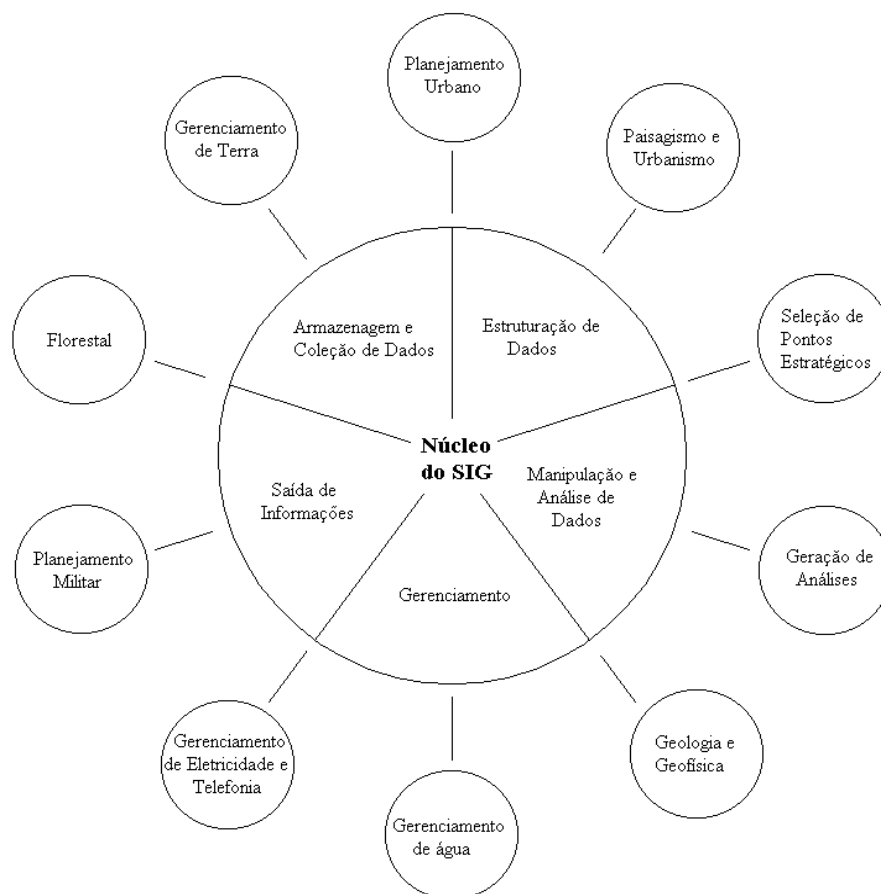 Planejamento
Urbano
Gerenciamento
de Terra
Paisagismo e
Urbanismo
Florestal
Armazenagem e
Coleção de Dados
Estruturação de
Dados
Seleção de
Pontos
Estratégicos
Núcleo
do SIG
Saída de
Informações
Manipulação e
Análise de
Dados
Planejamento
Militar
Gerenciamento
Geração de
Análises
Gerenciamento
de Eletricidade e
Telefonia
Geologia e
Geofísica
Gerenciamento
de água